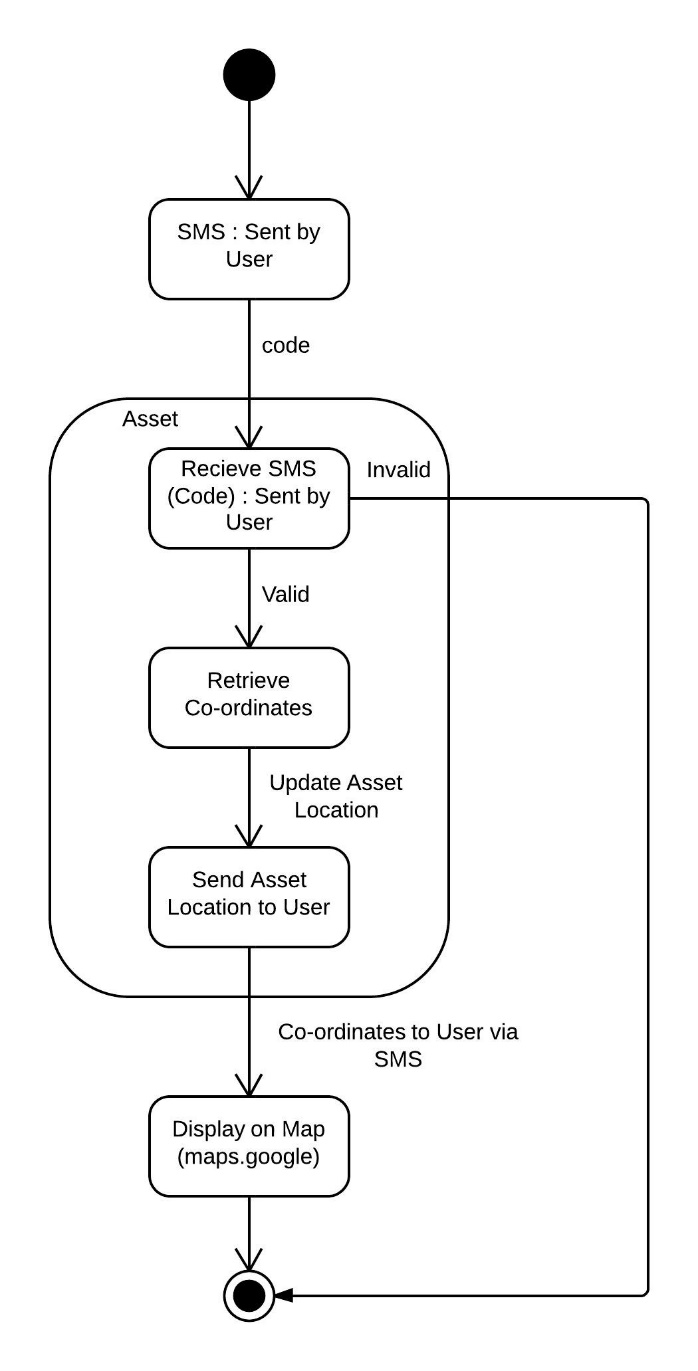 SMS : Sent by
User
code
Asset
Recieve SMS
(Code) : Sent by
User
Invalid
Valid
Retrieve
Co-ordinates
Update Asset
Location
Send Asset
Location to User
Co-ordinates to User via
SMS
Display on Map
(maps.google)